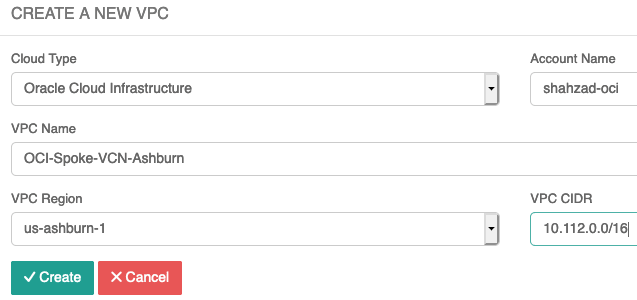 CREATE A NEW VPC
Cloud Type Account Name
Oracle Cloud Infrastructure shahzad-oci
VPC Name
OCI-Spoke-VCN-Ashburn
VPC Region VPC CIDR
us-ashburn-1 10.112.0.0/16
Create Cancel